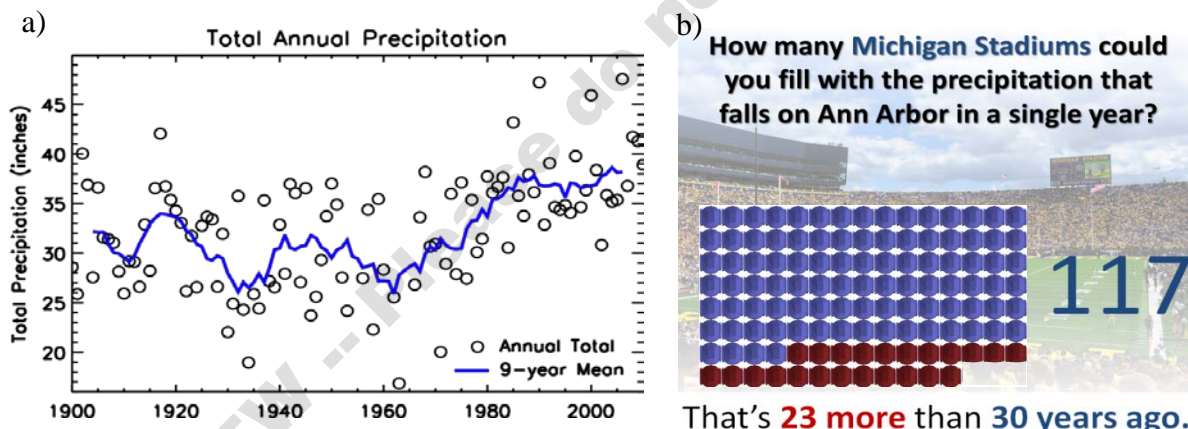 a)
Total Annual Precipitation
Total Precipitation (inches)
45
40
35
30
25
20
Annual Total
9-year Mean
1900
1920
1940
1960
1980
2000
b)
How many Michigan Stadiums could
you fill with the precipitation that
falls on Ann Arbor in a single year?
117
That's 23 more than 30 years ago.